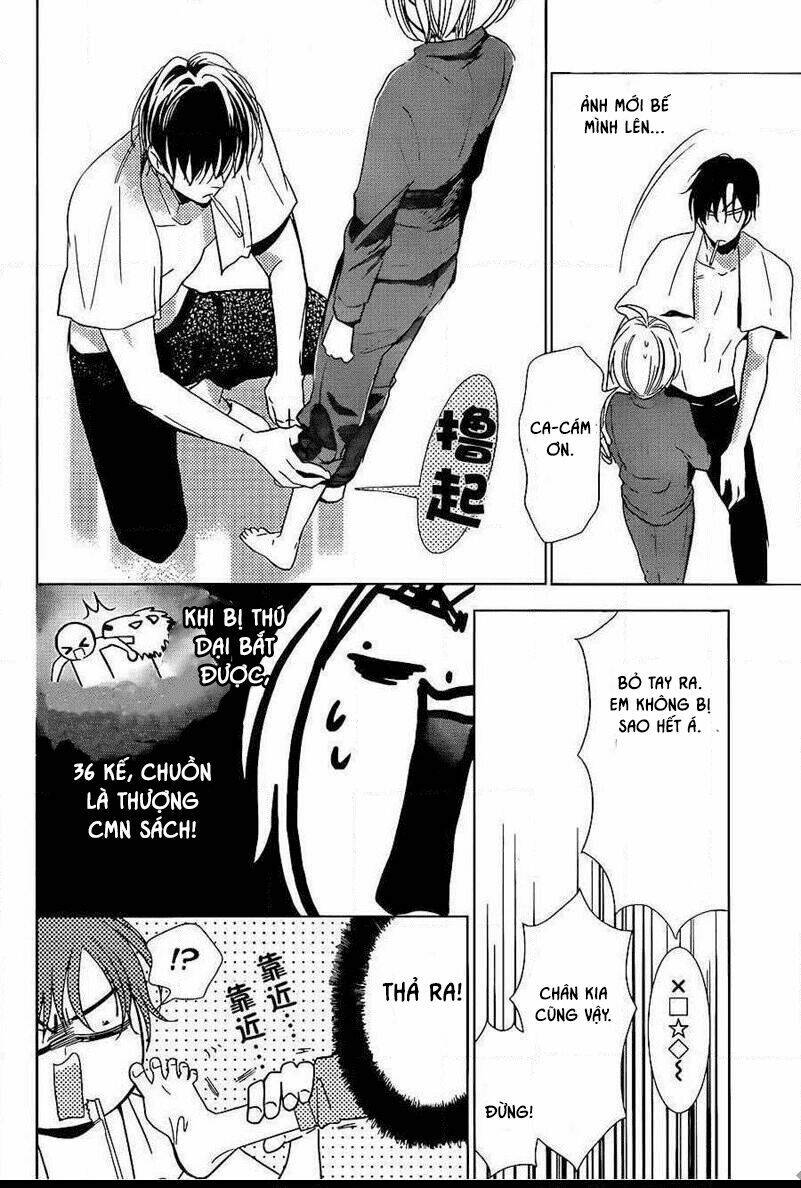 ẢNH MỚI BẾ
MÌNH LÊN...
CA-CÁM
ƠN.
撸起
BỎ TAY RA.
EM KHÔNG BỊ
SAO HẾT Á.
KHI BỊ THÚ
DẠI BẮT
ĐƯỢC,
36 KẾ, CHUỒN
LÀ THƯỢNG
CMN SÁCH!
×□☆◇~
CHÂN KIA
CŨNG VẬY.
ĐỪNG!
THẢ RA!
靠近…
靠近…
!?